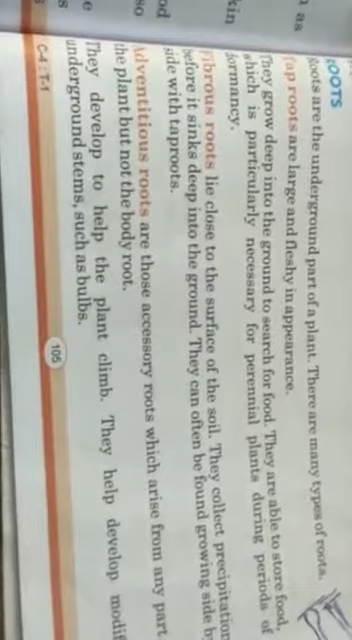 ROOTS
Roots are the underground part of a plant. There are many types of roots.
Tap roots are large and fleshy in appearance.
They grow deep into the ground to search for food. They are able to store food,
which is particularly necessary for perennial plants during periods of
dormancy.
Fibrous roots lie close to the surface of the soil. They collect precipitation
before it sinks deep into the ground. They can often be found growing side
side with taproots.
Adventitious roots are those accessory roots which arise from any part
the plant but not the body root.
They develop to help the plant climb. They help develop modif
underground stems, such as bulbs.
105
C-4 : T-1
as
kin
od
so
e
s